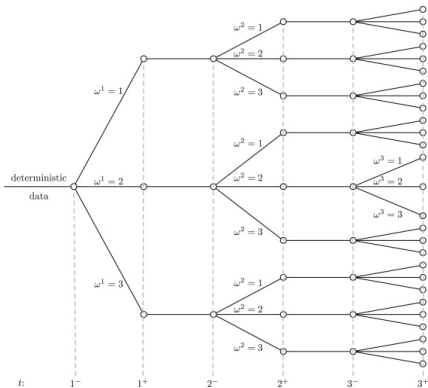 ω² = 1
ω² = 2
ω¹ = 1
ω² = 3
ω² = 1
ω³ = 1
deterministic
ω¹ = 2
ω² = 2
ω³ = 2
data
ω³ = 3
ω² = 3
ω¹ = 3
ω² = 1
ω² = 2
ω² = 3
t: 1⁻ 1⁺ 2⁻ 2⁺ 3⁻ 3⁺